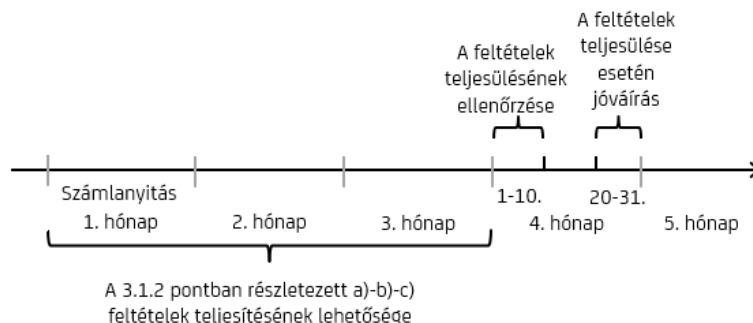 A feltételek
teljesülésének
ellenőrzése
A feltételek
teljesülése
esetén
jóváírás
Számlanyitás
1. hónap
2. hónap
3. hónap
1-10.
20-31.
4. hónap
5. hónap
A 3.1.2 pontban részletezett a)-b)-c)
feltételek teljesítésének lehetősége